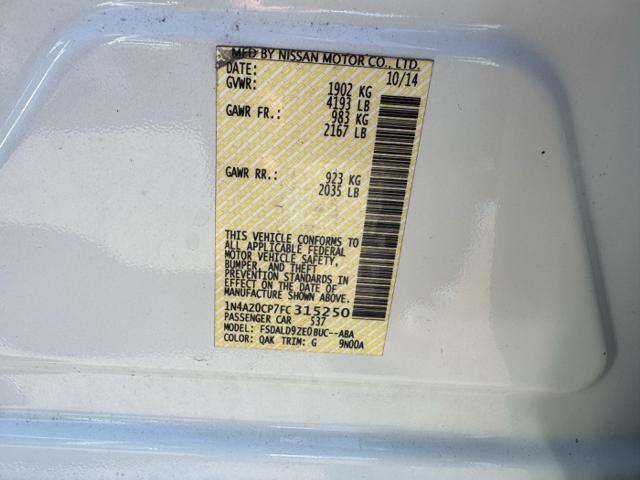 MFD BY NISSAN MOTOR CO., LTD.
DATE: 10/14
GVWR: 1902 KG
4193 LB
GAWR FR.: 983 KG
2167 LB
GAWR RR.: 923 KG
2035 LB
THIS VEHICLE CONFORMS TO
ALL APPLICABLE FEDERAL
MOTOR VEHICLE SAFETY,
BUMPER, AND THEFT
PREVENTION STANDARDS IN
EFFECT ON THE DATE OF
MANUFACTURE SHOWN ABOVE.
1N4AZ0CP7FC315250
PASSENGER CAR 537
MODEL: FSDALD9ZE0BUC--ABA
COLOR: QAK TRIM: G 9N00A